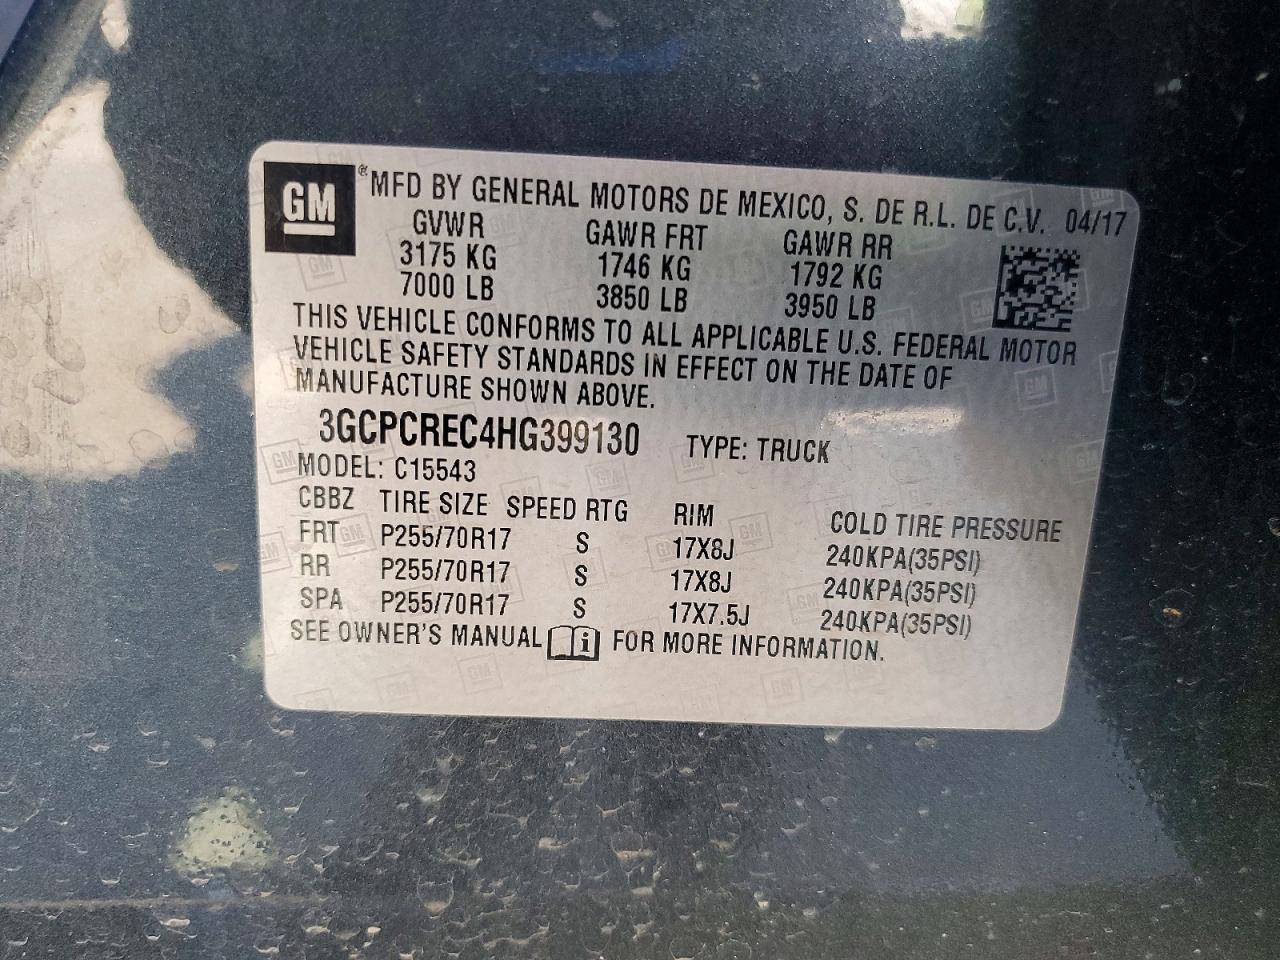 GM ® MFD BY GENERAL MOTORS DE MEXICO, S. DE R.L. DE C.V. 04/17
GVWR GAWR FRT GAWR RR
3175 KG 1746 KG 1792 KG
7000 LB 3850 LB 3950 LB
THIS VEHICLE CONFORMS TO ALL APPLICABLE U.S. FEDERAL MOTOR
VEHICLE SAFETY STANDARDS IN EFFECT ON THE DATE OF
MANUFACTURE SHOWN ABOVE.
3GCPCREC4HG399130 TYPE: TRUCK
MODEL: C15543
CBBZ TIRE SIZE SPEED RTG RIM COLD TIRE PRESSURE
FRT P255/70R17 S 17X8J 240KPA(35PSI)
RR P255/70R17 S 17X8J 240KPA(35PSI)
SPA P255/70R17 S 17X7.5J 240KPA(35PSI)
SEE OWNER'S MANUAL i FOR MORE INFORMATION.